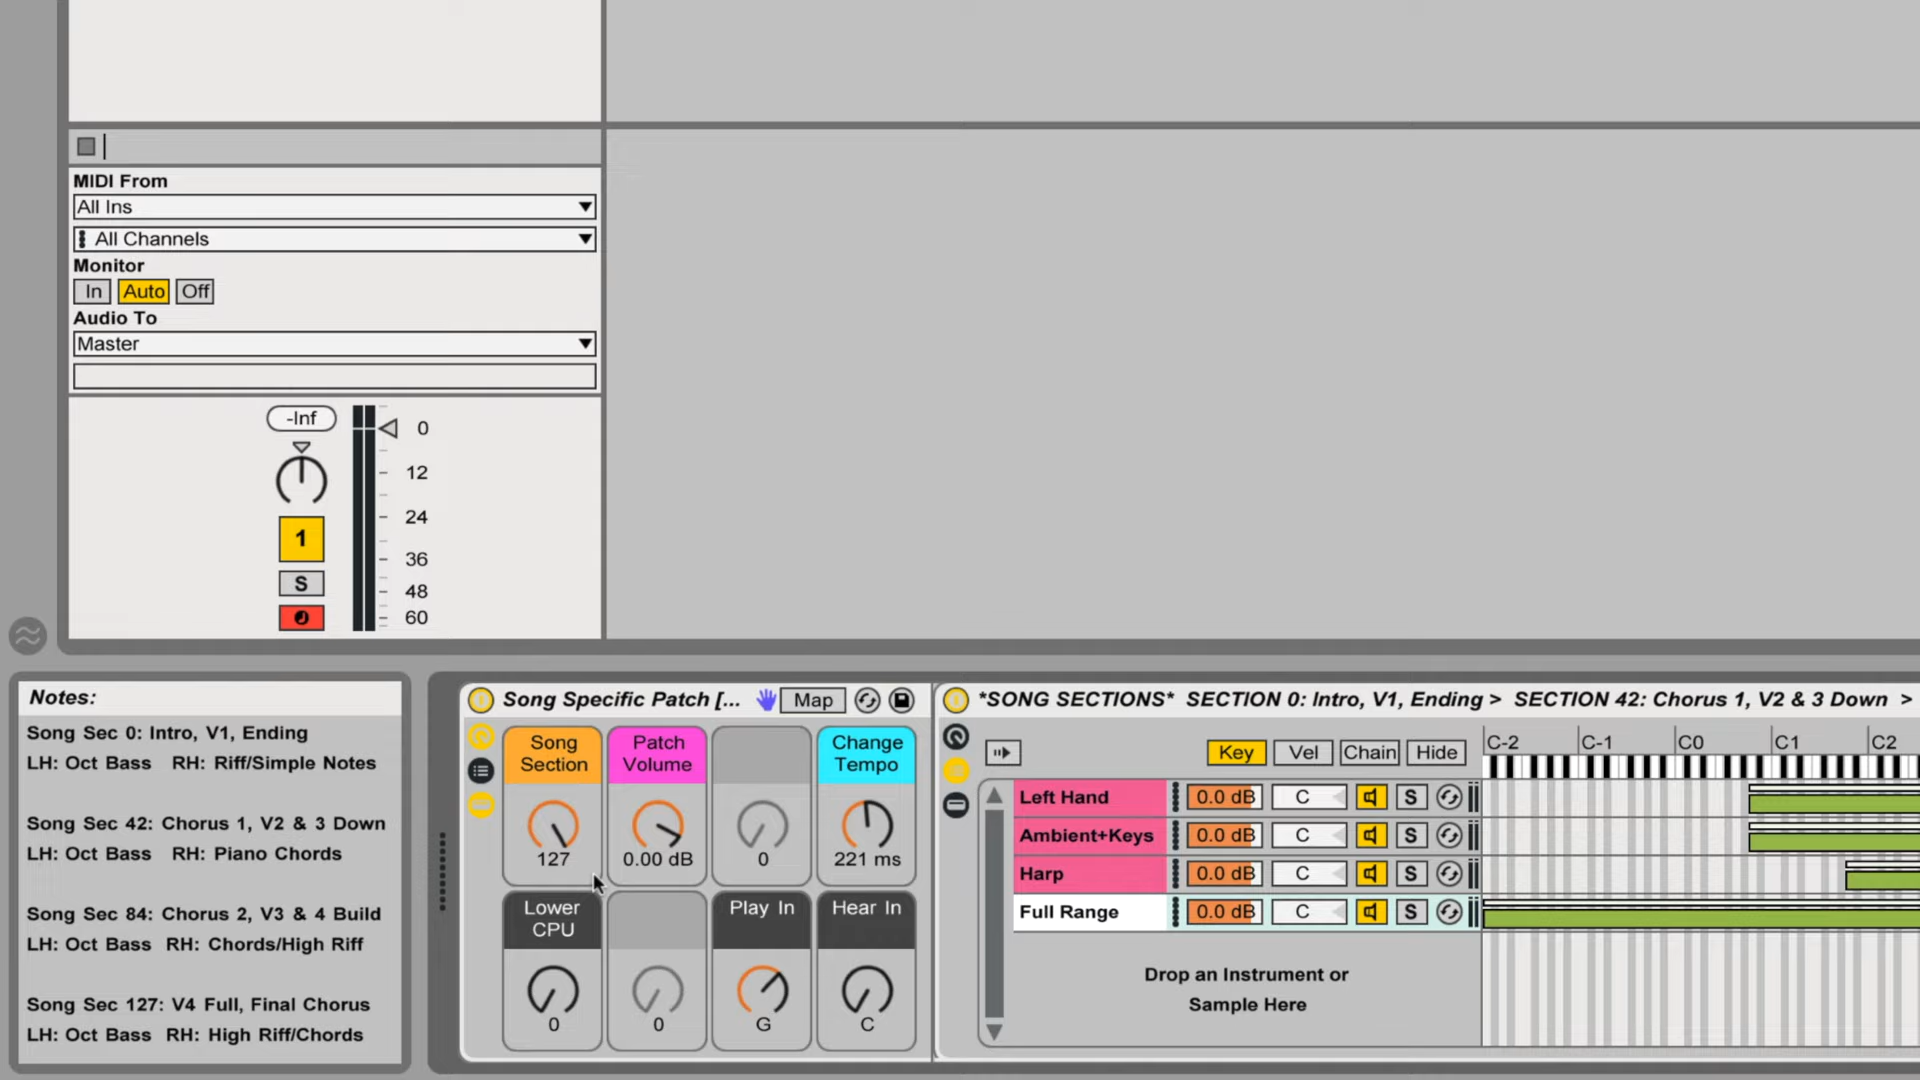 MIDI From
All Ins
All Channels
Monitor
In Auto Off
Audio To
Master
-Inf
0
12
24
36
48
60
1
S
Notes:
Song Sec 0: Intro, V1, Ending
LH: Oct Bass RH: Riff/Simple Notes
Song Sec 42: Chorus 1, V2 & 3 Down
LH: Oct Bass RH: Piano Chords
Song Sec 84: Chorus 2, V3 & 4 Build
LH: Oct Bass RH: Chords/High Riff
Song Sec 127: V4 Full, Final Chorus
LH: Oct Bass RH: High Riff/Chords
Song Specific Patch [... Map
Song Section
127
Patch Volume
0.00 dB
0
Change Tempo
221 ms
Lower CPU
0
0
Play In
G
Hear In
C
*SONG SECTIONS* SECTION 0: Intro, V1, Ending > SECTION 42: Chorus 1, V2 & 3 Down >
Key Vel Chain Hide
C-2 C-1 C0 C1 C2
Left Hand 0.0 dB C S
Ambient+Keys 0.0 dB C S
Harp 0.0 dB C S
Full Range 0.0 dB C S
Drop an Instrument or
Sample Here